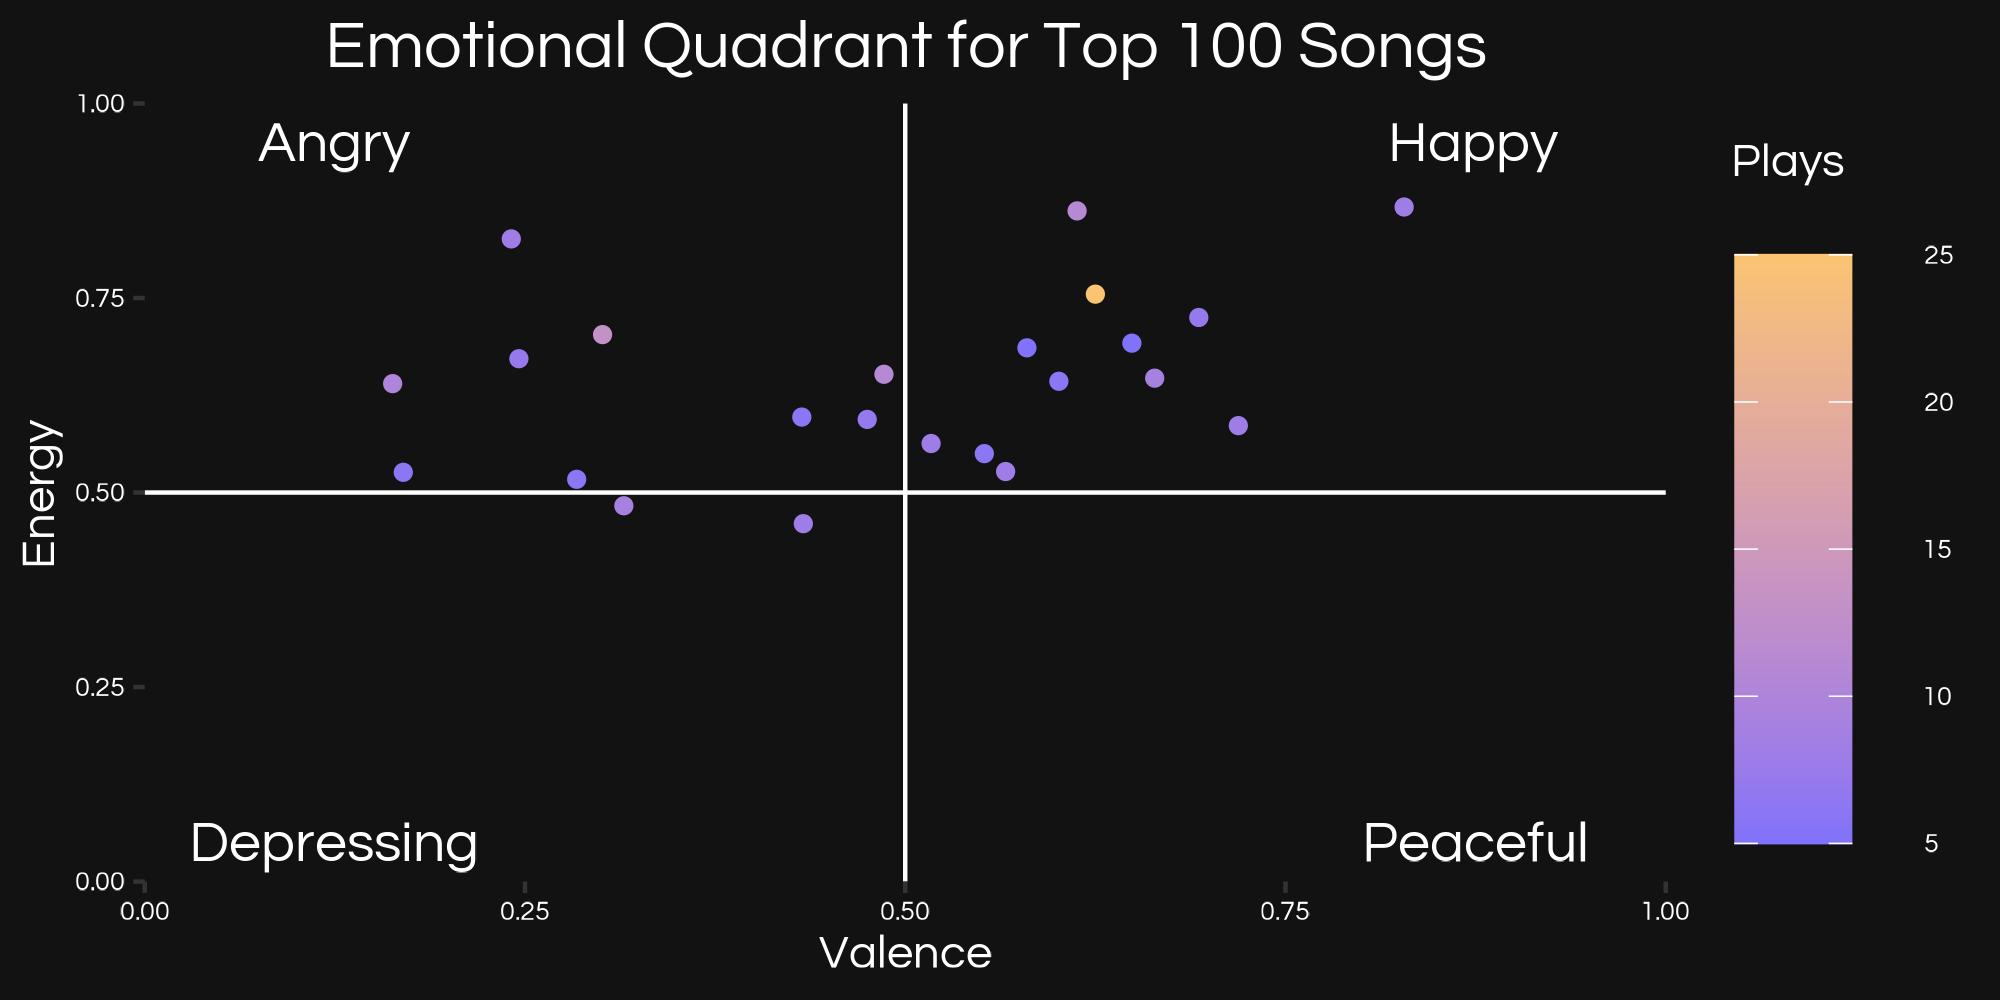 Emotional Quadrant for Top 100 Songs
1.00
Angry
Happy
Plays
0.75
0.50
0.25
0.00
Energy
Depressing
Peaceful
25
20
15
10
5
0.00 0.25 0.50 0.75 1.00
Valence